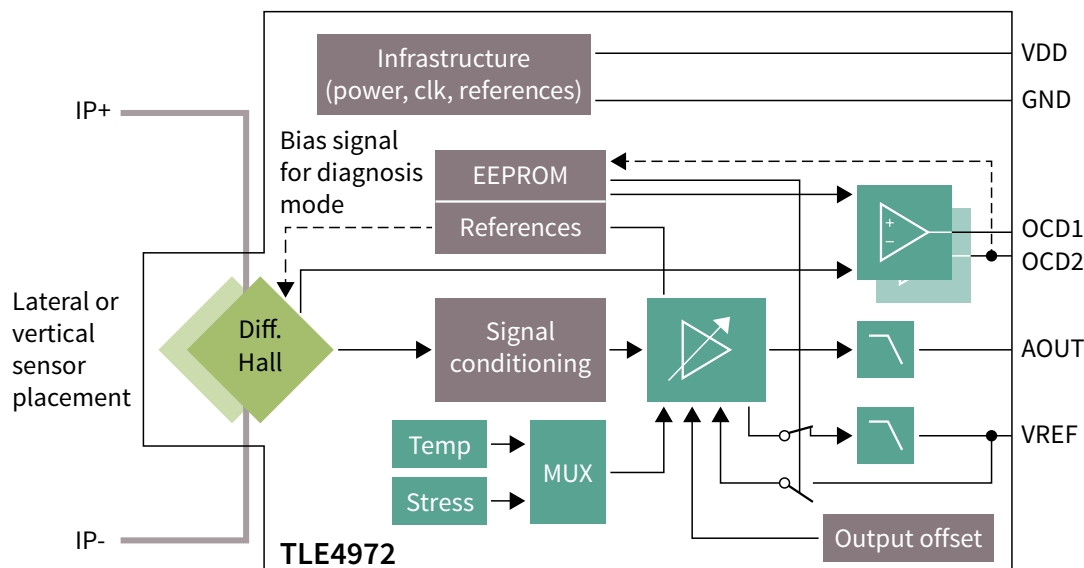 Infrastructure
(power, clk, references)
VDD
GND
IP+
Bias signal
for diagnosis
mode
EEPROM
References
+
−
OCD1
OCD2
Lateral or
vertical
sensor
placement
Diff.
Hall
Signal
conditioning
AOUT
Temp
Stress
MUX
VREF
Output offset
IP-
TLE4972